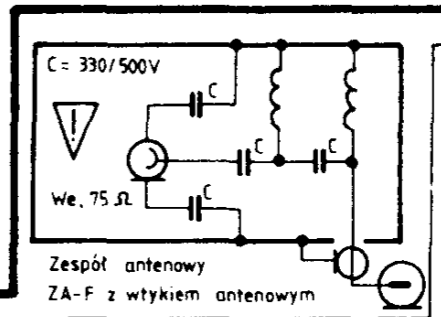 C = 330/500V
C
!
C
C
We, 75 Ω
C
Zespół antenowy
ZA-F z wtykiem antenowym